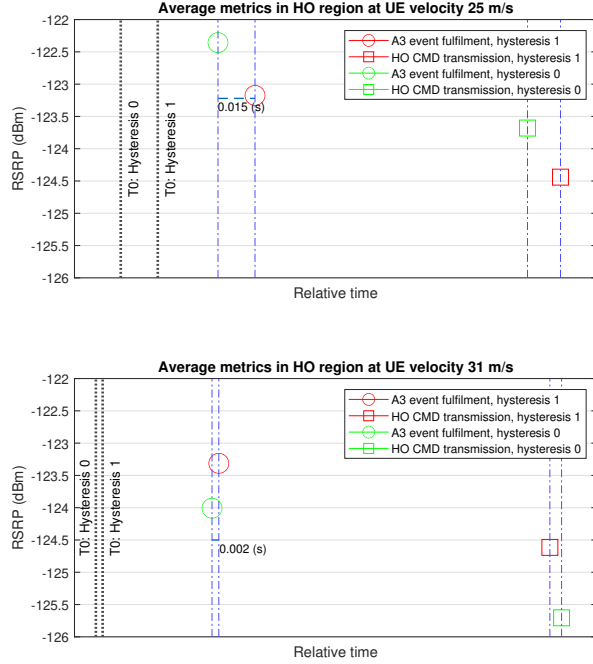 Average metrics in HO region at UE velocity 25 m/s
-122
-122.5
-123
-123.5
-124
-124.5
-125
-125.5
-126
RSRP (dBm)
T0: Hysteresis 0
T0: Hysteresis 1
0.015 (s)
A3 event fulfilment, hysteresis 1
HO CMD transmission, hysteresis 1
A3 event fulfilment, hysteresis 0
HO CMD transmission, hysteresis 0
Relative time
Average metrics in HO region at UE velocity 31 m/s
-122
-122.5
-123
-123.5
-124
-124.5
-125
-125.5
-126
RSRP (dBm)
T0: Hysteresis 0
T0: Hysteresis 1
0.002 (s)
A3 event fulfilment, hysteresis 1
HO CMD transmission, hysteresis 1
A3 event fulfilment, hysteresis 0
HO CMD transmission, hysteresis 0
Relative time